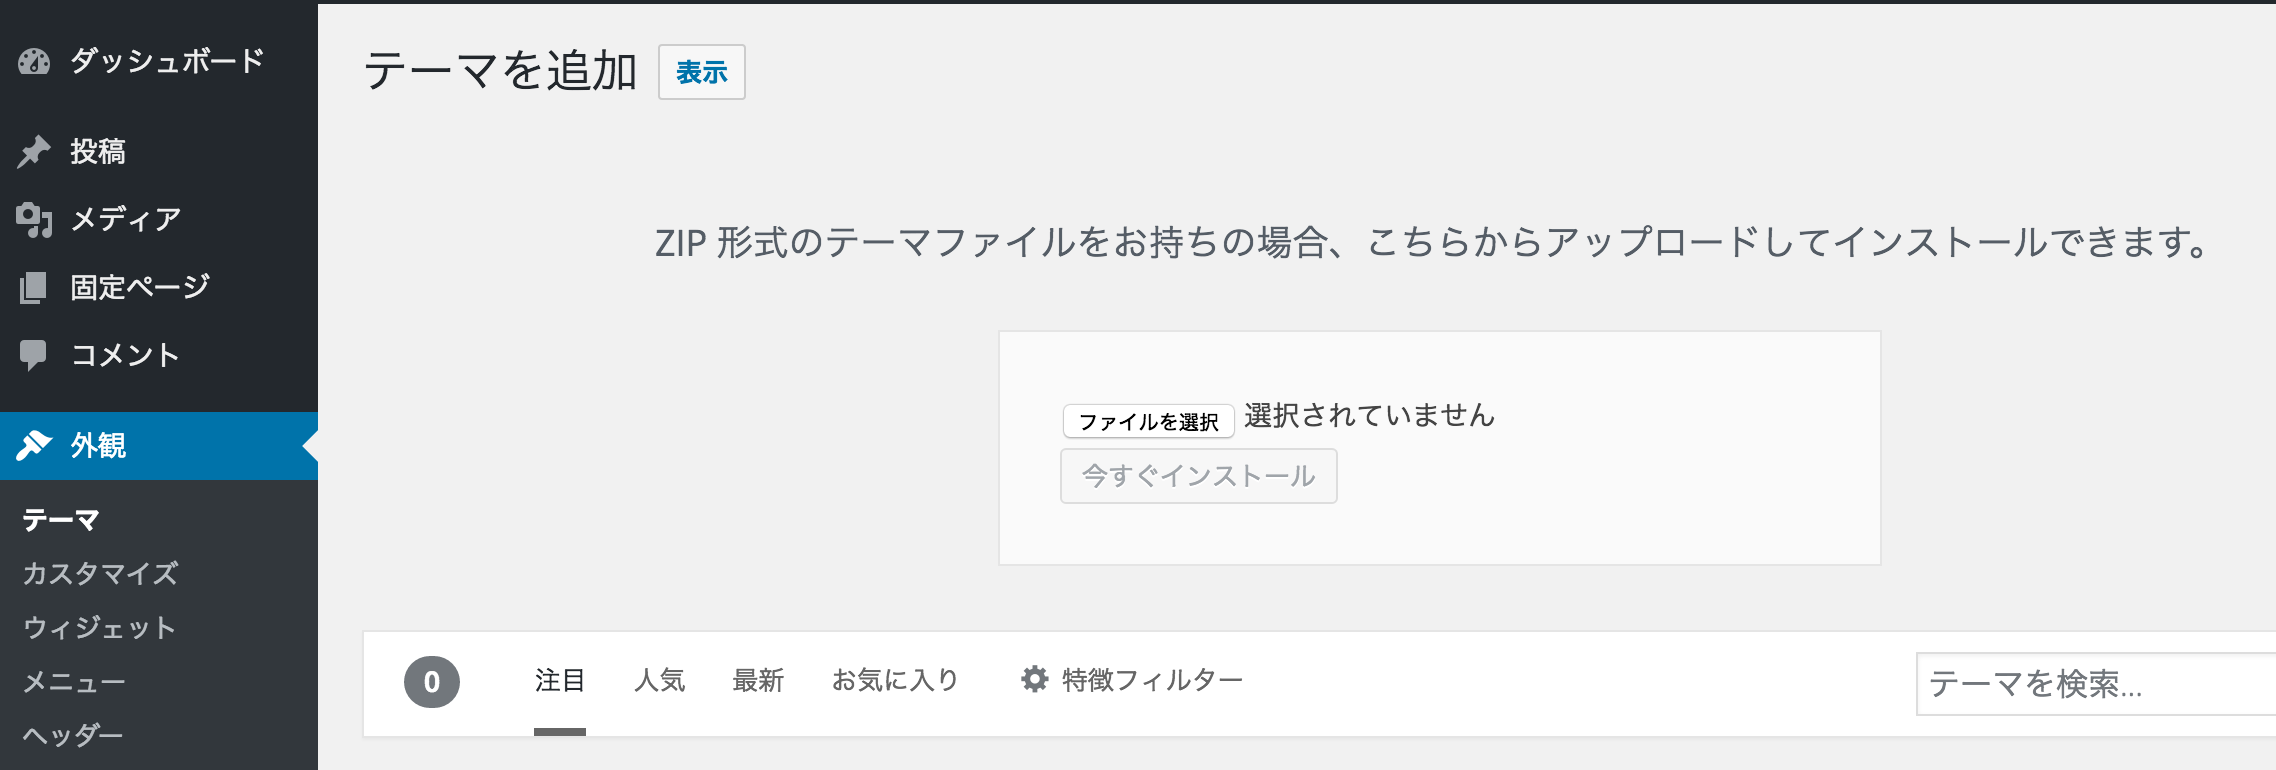 ダッシュボード
投稿
メディア
固定ページ
コメント
外観
テーマ
カスタマイズ
ウィジェット
メニュー
ヘッダー
テーマを追加 表示
ZIP 形式のテーマファイルをお持ちの場合、こちらからアップロードしてインストールできます。
ファイルを選択 選択されていません
今すぐインストール
0 注目 人気 最新 お気に入り 特徴フィルター テーマを検索...